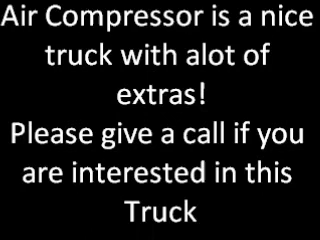 Air Compressor is a nice
truck with alot of
extras!
Please give a call if you
are interested in this
Truck